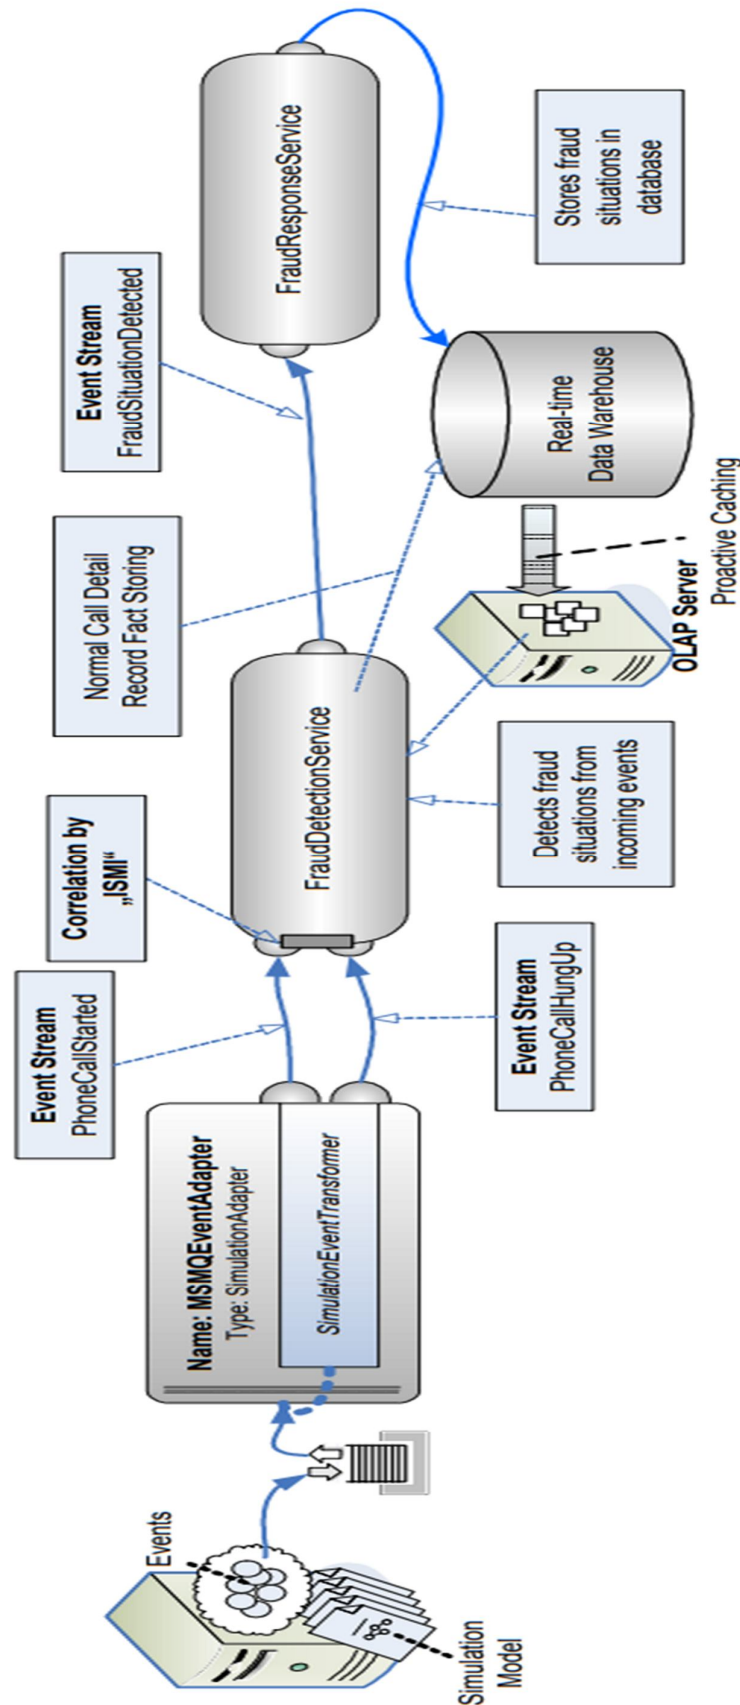 Events
Simulation
Model
Name: MSMQEventAdapter
Type: SimulationAdapter
SimulationEventTransformer
Event Stream
PhoneCallStarted
Event Stream
PhoneCallHungUp
Correlation by
„ISMI“
FraudDetectionService
Detects fraud
situations from
incoming events
Normal Call Detail
Record Fact Storing
Event Stream
FraudSituationDetected
FraudResponseService
Stores fraud
situations in
database
Real-time
Data Warehouse
OLAP Server
Proactive Caching